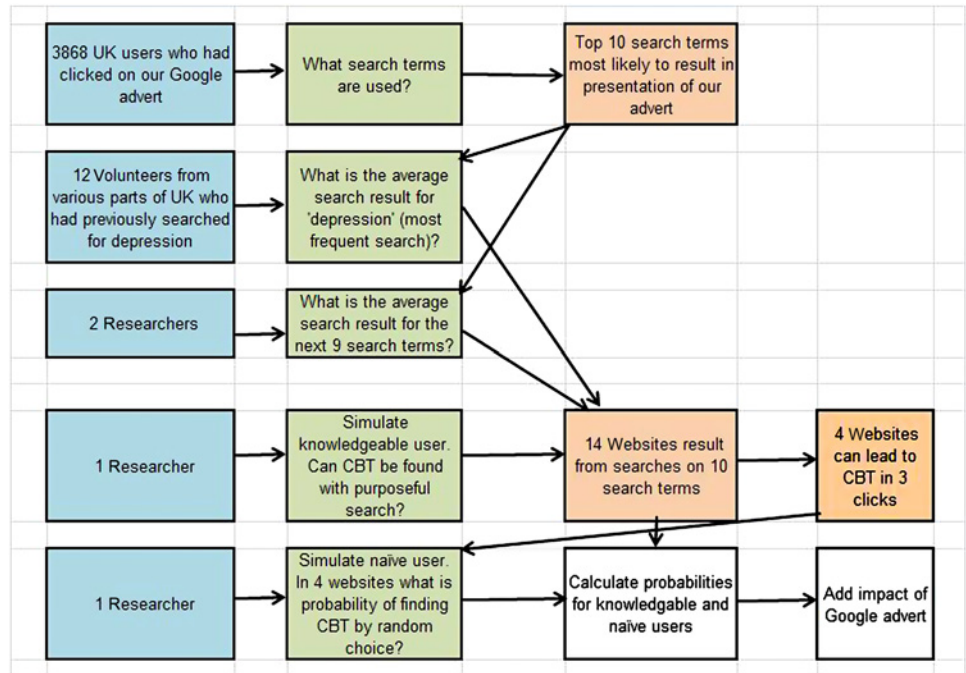 3868 UK users who had
clicked on our Google
advert
What search terms
are used?
Top 10 search terms
most likely to result in
presentation of our
advert
12 Volunteers from
various parts of UK who
had previously searched
for depression
What is the average
search result for
'depression' (most
frequent search)?
2 Researchers
What is the average
search result for the
next 9 search terms?
1 Researcher
Simulate
knowledgeable user.
Can CBT be found
with purposeful
search?
14 Websites result
from searches on 10
search terms
4 Websites
can lead to
CBT in 3
clicks
1 Researcher
Simulate naïve user.
In 4 websites what is
probability of finding
CBT by random
choice?
Calculate probabilities
for knowledgable and
naïve users
Add impact of
Google advert